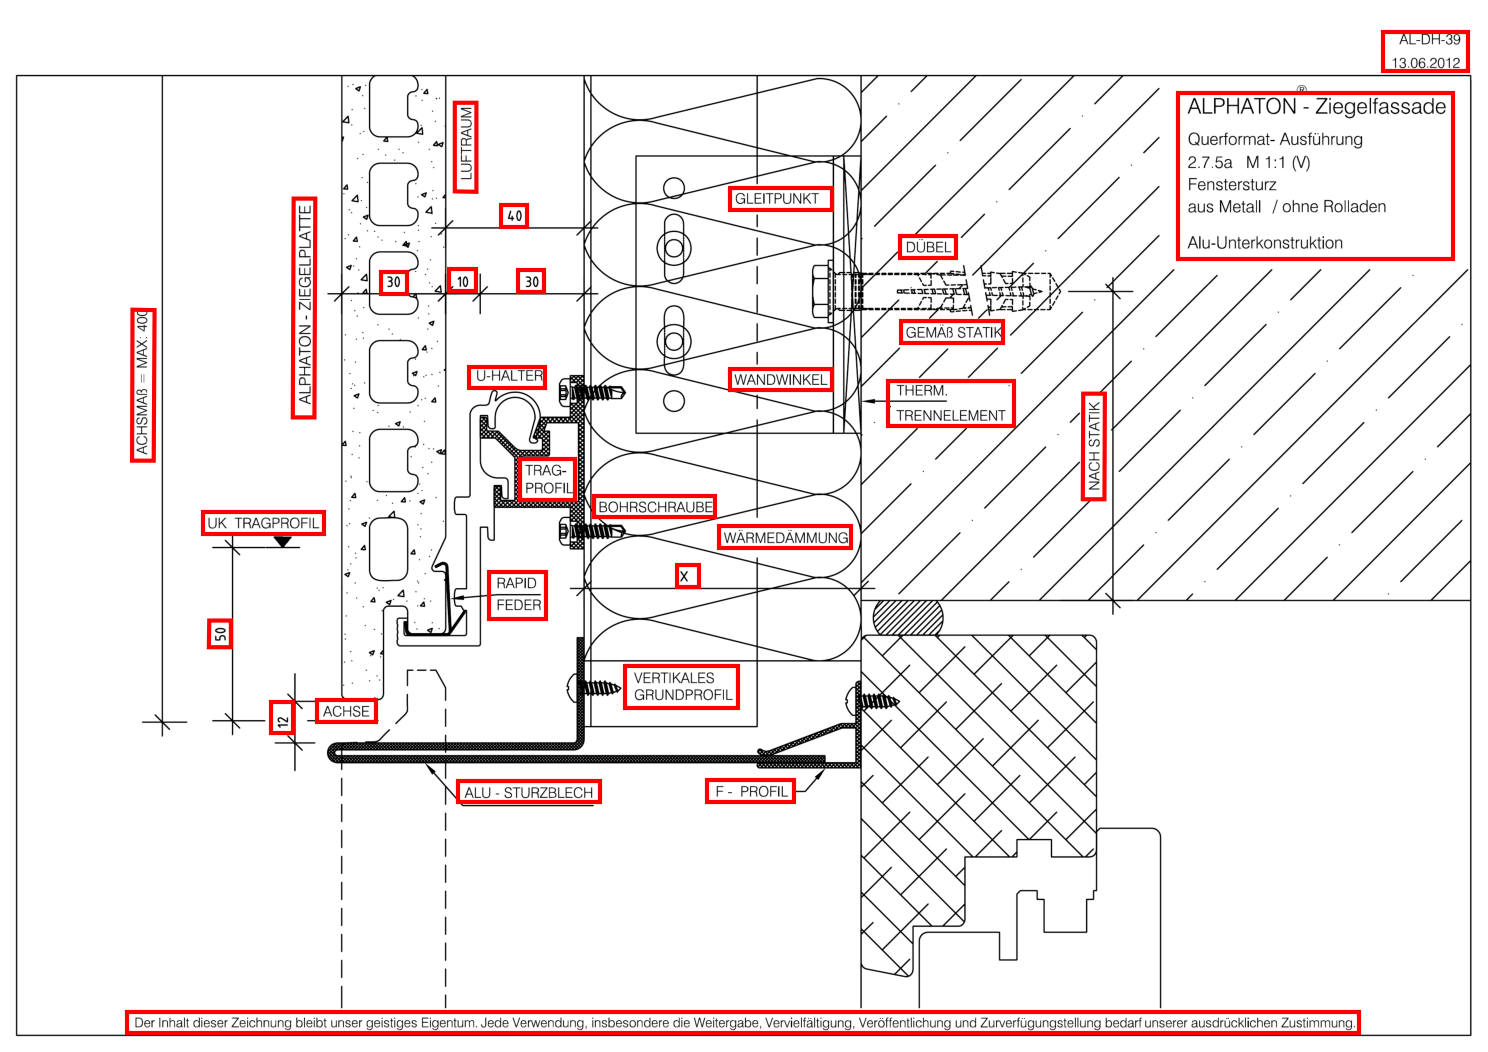 AL-DH-39
13.06.2012
ALPHATON® - Ziegelfassade
Querformat- Ausführung
2.7.5a M 1:1 (V)
Fenstersturz
aus Metall / ohne Rolladen
Alu-Unterkonstruktion
LUFTRAUM
GLEITPUNKT
40
ALPHATON - ZIEGELPLATTE
DÜBEL
30
10
30
ACHSMAß = MAX: 400
GEMÄß STATIK
U-HALTER
WANDWINKEL
THERM.
TRENNELEMENT
NACH STATIK
TRAG-
PROFIL
BOHRSCHRAUBE
UK TRAGPROFIL
WÄRMEDÄMMUNG
X
RAPID
FEDER
50
VERTIKALES
GRUNDPROFIL
ACHSE
12
ALU - STURZBLECH
F - PROFIL
Der Inhalt dieser Zeichnung bleibt unser geistiges Eigentum. Jede Verwendung, insbesondere die Weitergabe, Vervielfältigung, Veröffentlichung und Zurverfügungstellung bedarf unserer ausdrücklichen Zustimmung.